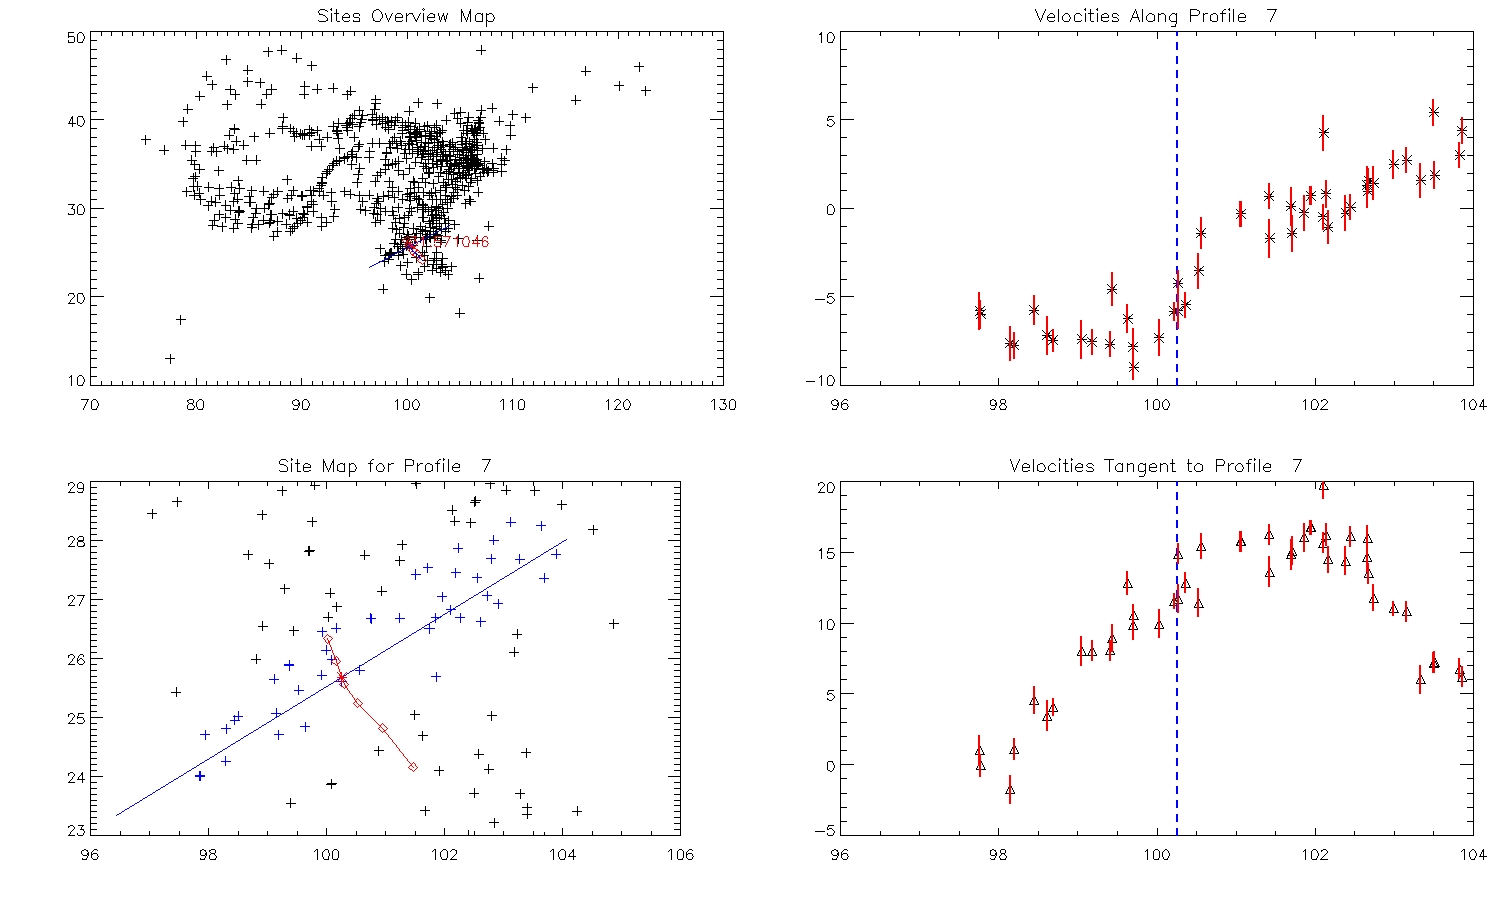 Sites Overview Map
50
40
30
20
10
70 80 90 100 110 120 130
Velocities Along Profile 7
10
5
0
−5
−10
96 98 100 102 104
Site Map for Profile 7
29
28
27
26
25
24
23
96 98 100 102 104 106
Velocities Tangent to Profile 7
20
15
10
5
0
−5
96 98 100 102 104